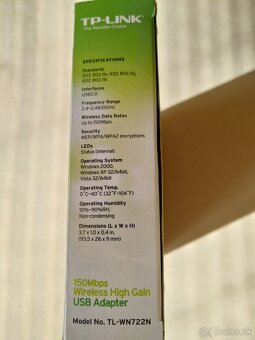 TP-LINK
The Reliable Choice
SPECIFICATIONS
Standards
IEEE 802.11n, IEEE 802.11g,
IEEE 802.11b
Interfaces
USB2.0
Frequency Range
2.4-2.4835GHz
Wireless Data Rates
Up to 150Mbps
Security
WEP/WPA/WPA2 encryptions
LEDs
Status (Internal)
Operating System
Windows 2000,
Windows XP 32/64bit,
Vista 32/64bit
Operating Temp.
0°C~40°C (32°F~104°F)
Operating Humidity
10%~90%RH,
Non-condensing
Dimensions (L x W x H)
3.7 x 1.0 x 0.4 in.
(93.5 x 26 x 11 mm)
150Mbps
Wireless High Gain
USB Adapter
Model No. TL-WN722N
bazar.sk